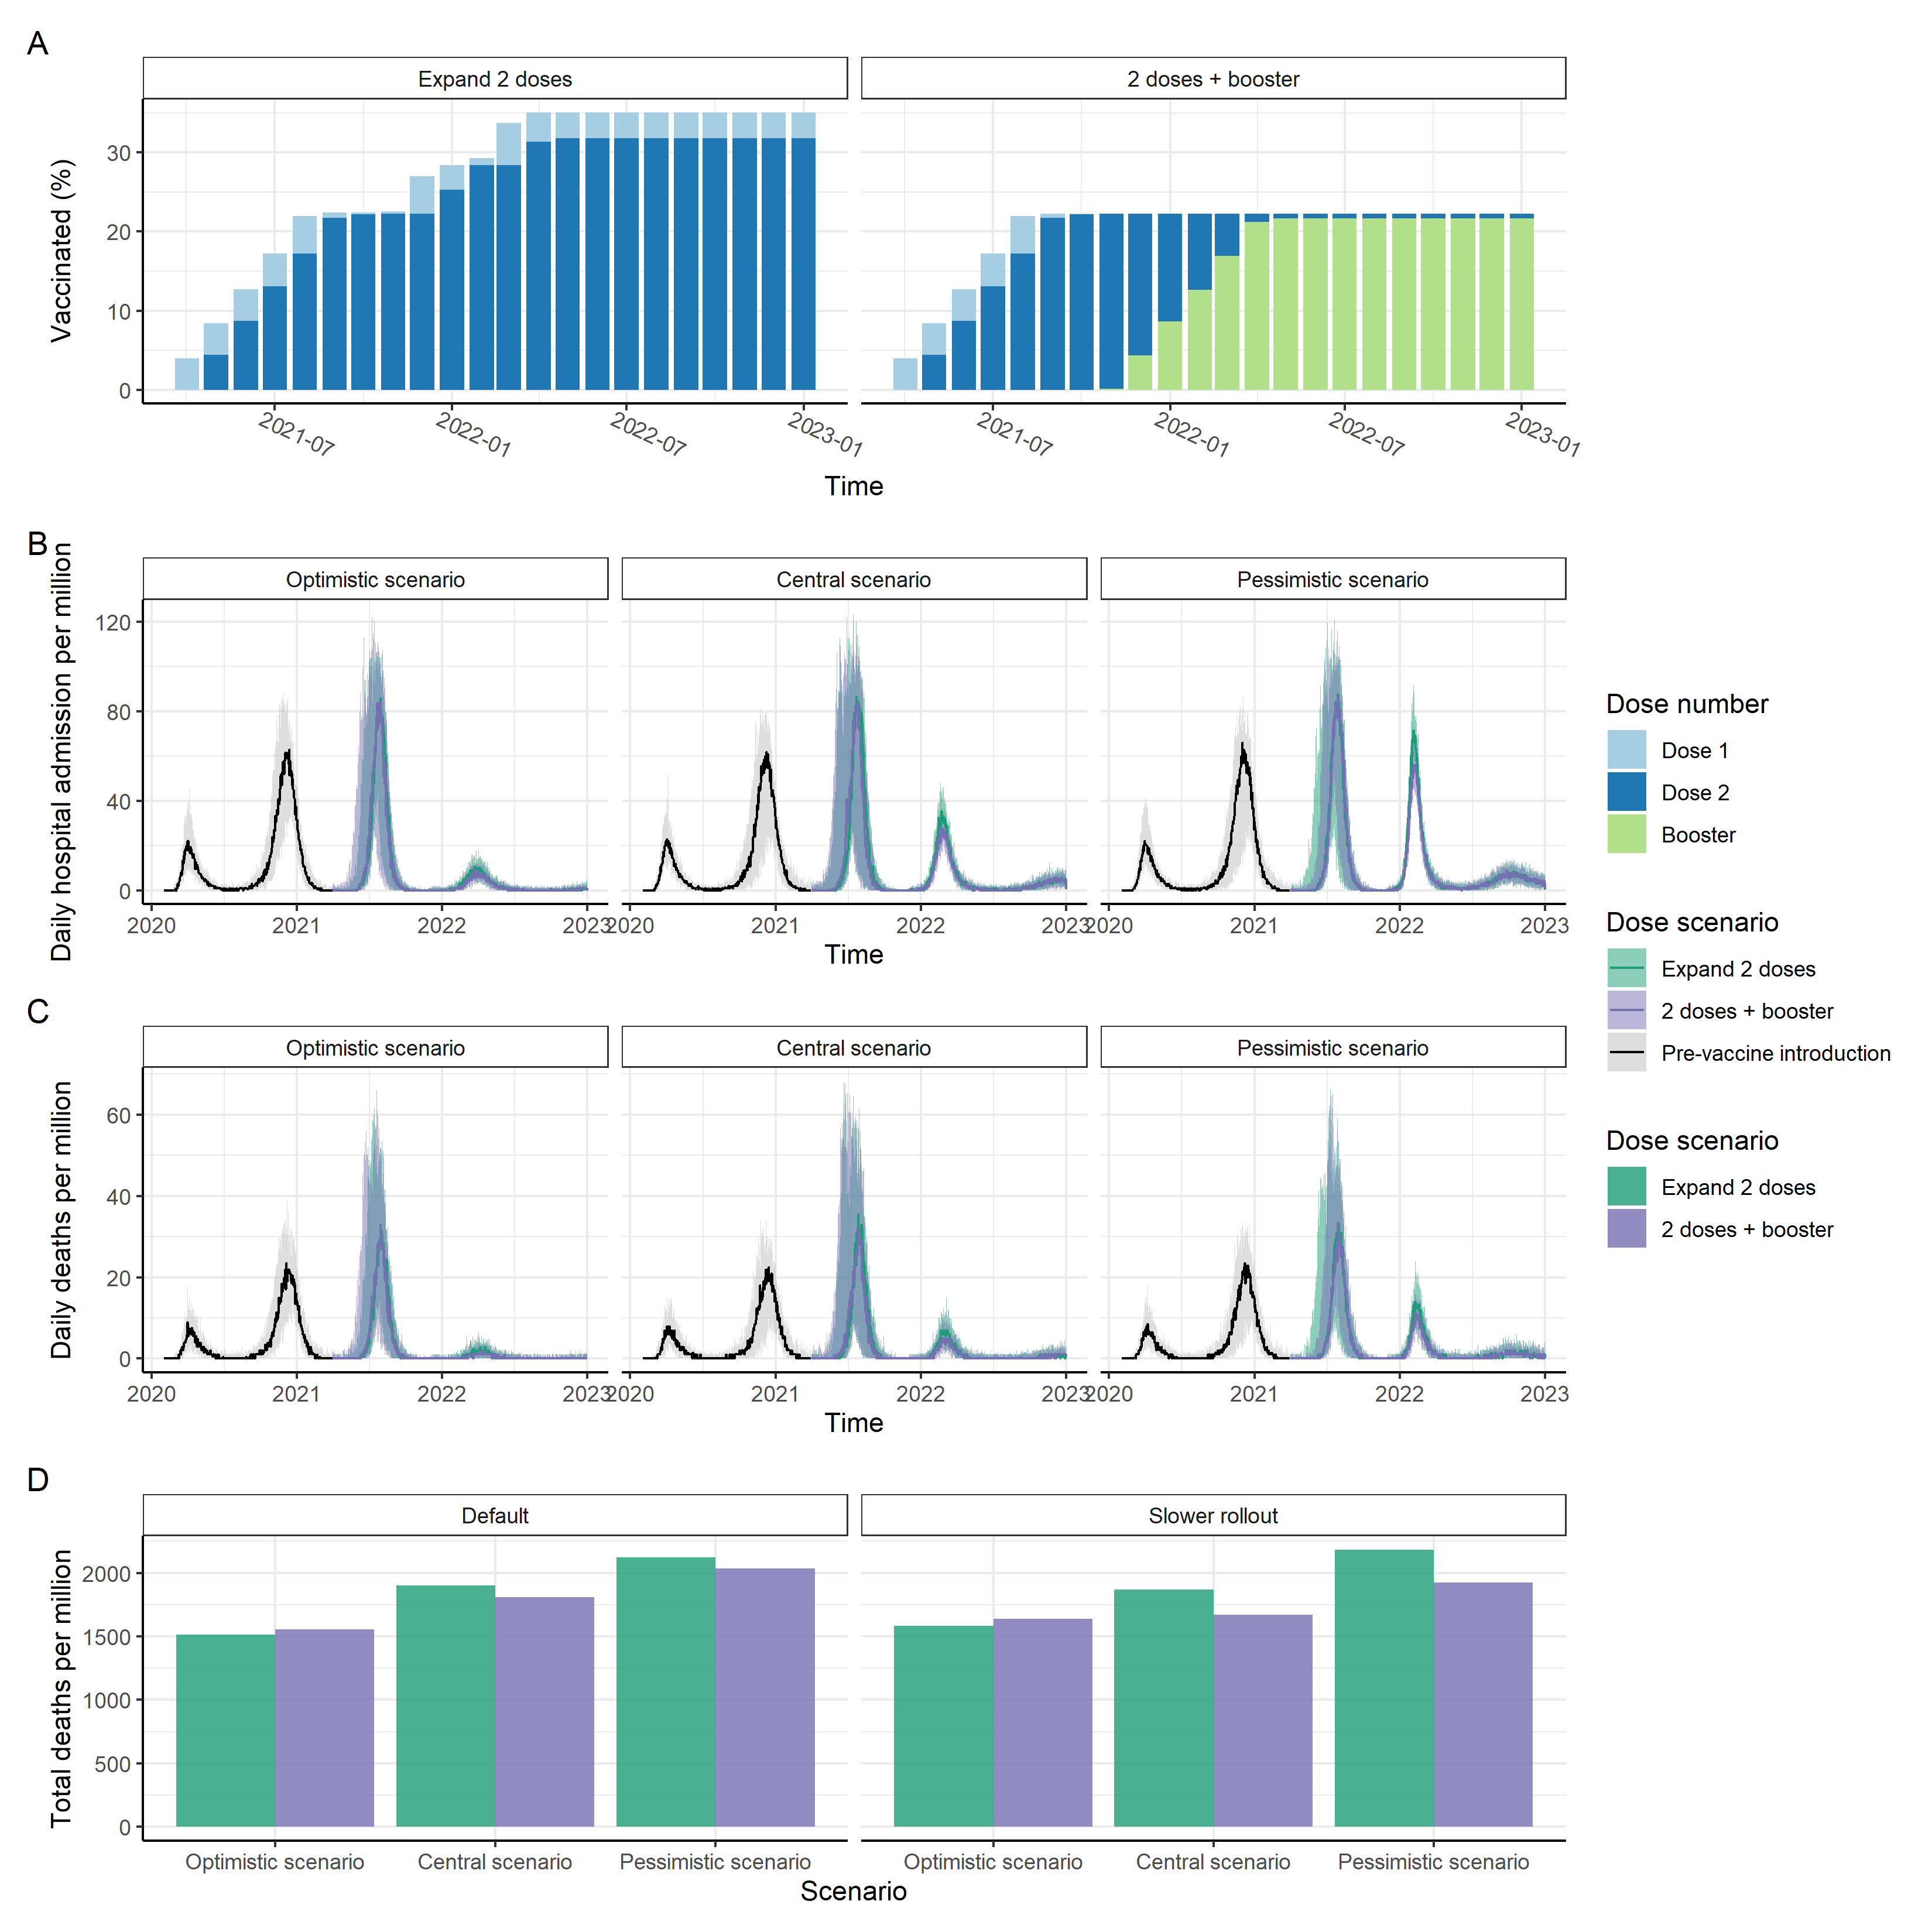 A
Expand 2 doses
2 doses + booster
Vaccinated (%)
30
20
10
0
2021-07
2022-01
2022-07
2023-01
2021-07
2022-01
2022-07
2023-01
Time
B
Optimistic scenario
Central scenario
Pessimistic scenario
Daily hospital admission per million
120
80
40
0
2020
2021
2022
2023
2020
2021
2022
2023
2020
2021
2022
2023
Time
C
Optimistic scenario
Central scenario
Pessimistic scenario
Daily deaths per million
60
40
20
0
2020
2021
2022
2023
2020
2021
2022
2023
2020
2021
2022
2023
Time
D
Default
Slower rollout
Total deaths per million
2000
1500
1000
500
0
Optimistic scenario
Central scenario
Pessimistic scenario
Optimistic scenario
Central scenario
Pessimistic scenario
Scenario
Dose number
Dose 1
Dose 2
Booster
Dose scenario
Expand 2 doses
2 doses + booster
Pre-vaccine introduction
Dose scenario
Expand 2 doses
2 doses + booster